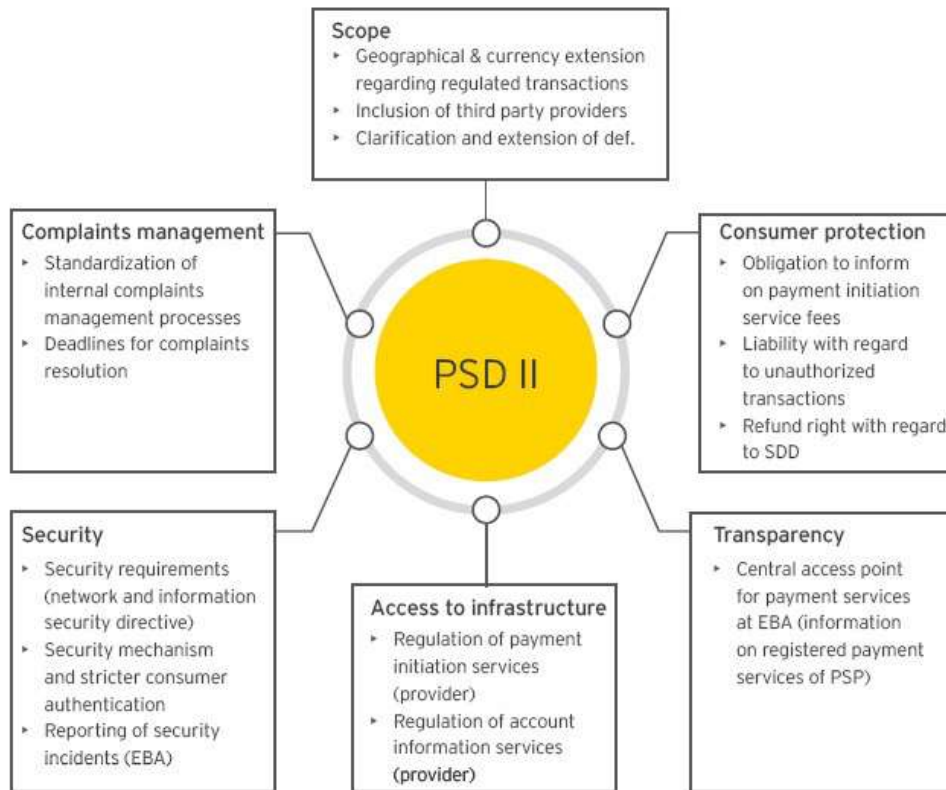 Scope
‣ Geographical & currency extension
regarding regulated transactions
‣ Inclusion of third party providers
‣ Clarification and extension of def.
Complaints management
‣ Standardization of
internal complaints
management processes
‣ Deadlines for complaints
resolution
Consumer protection
‣ Obligation to inform
on payment initiation
service fees
‣ Liability with regard
to unauthorized
transactions
‣ Refund right with regard
to SDD
PSD II
Security
‣ Security requirements
(network and information
security directive)
‣ Security mechanism
and stricter consumer
authentication
‣ Reporting of security
incidents (EBA)
Access to infrastructure
‣ Regulation of payment
initiation services
(provider)
‣ Regulation of account
information services
(provider)
Transparency
‣ Central access point
for payment services
at EBA (information
on registered payment
services of PSP)